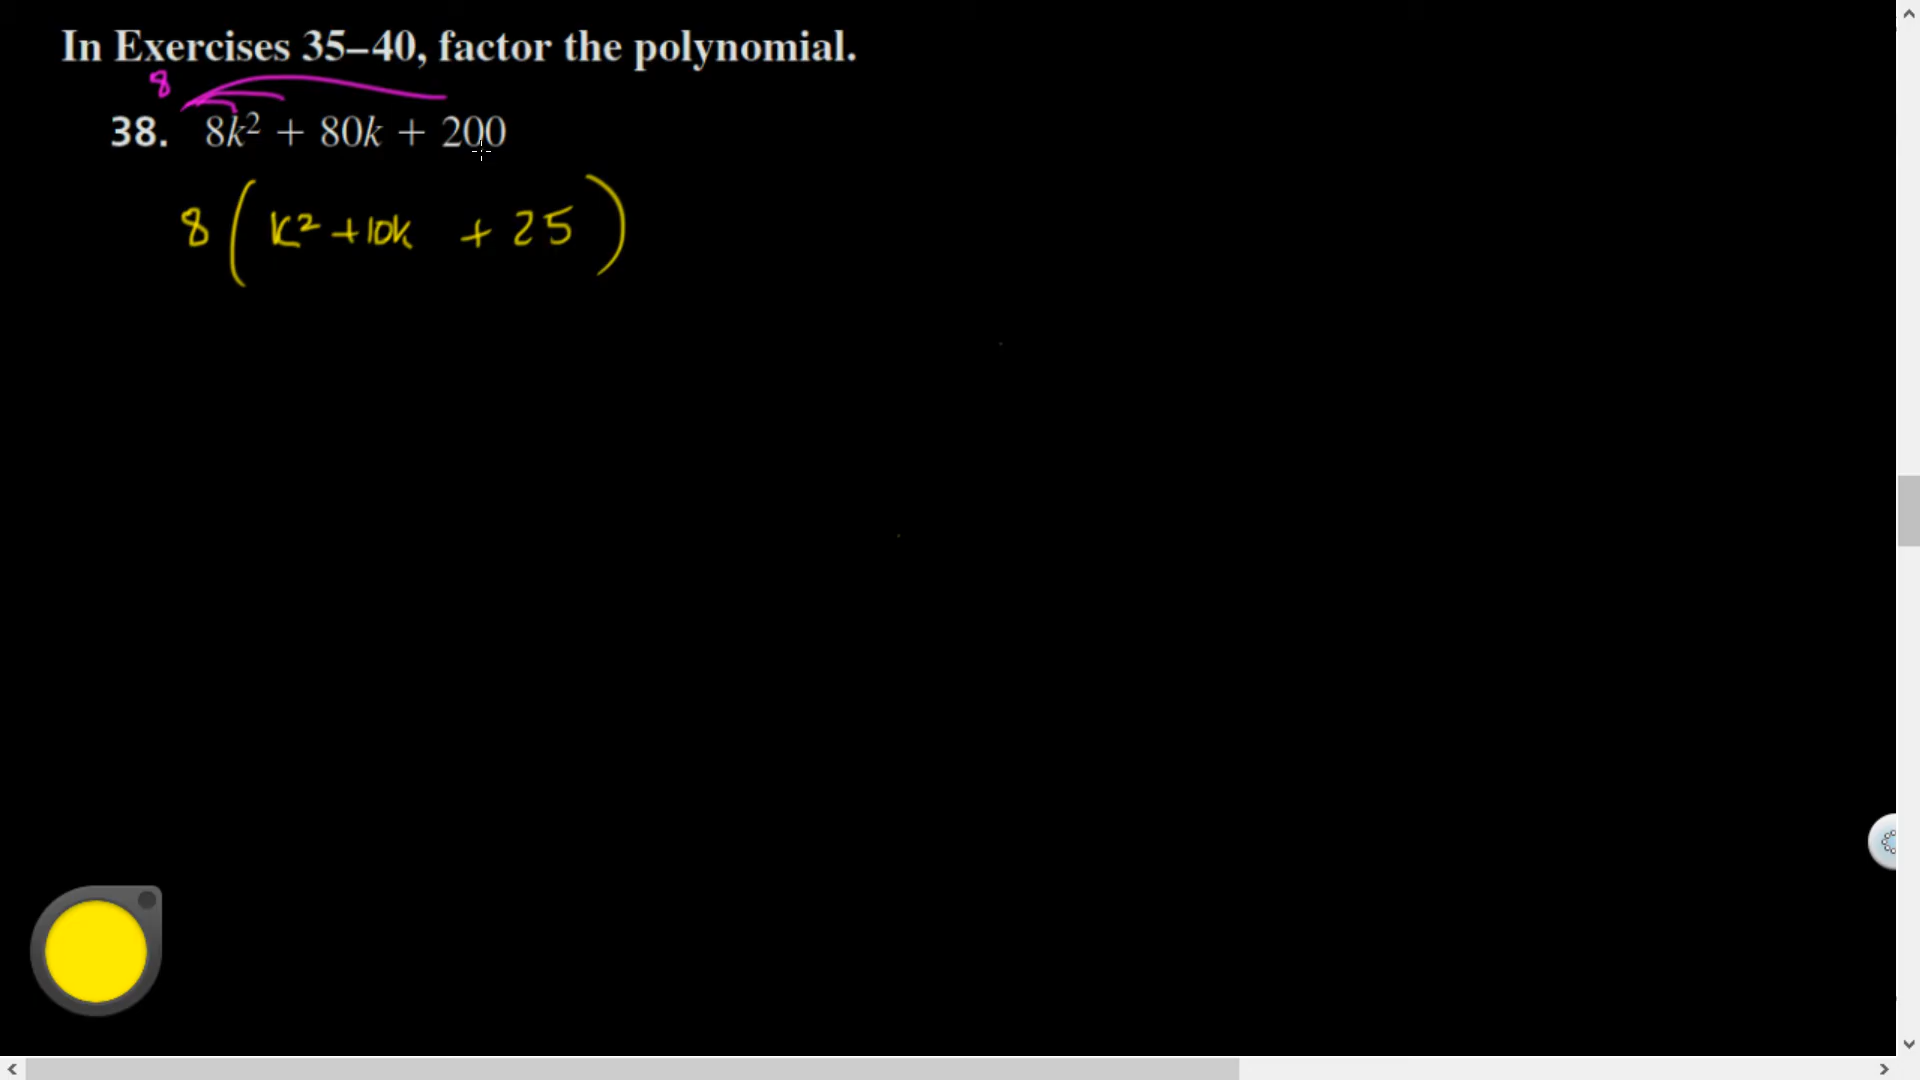 In Exercises 35–40, factor the polynomial.
8
38. 8k² + 80k + 200
8 ( k² + 10k + 25 )